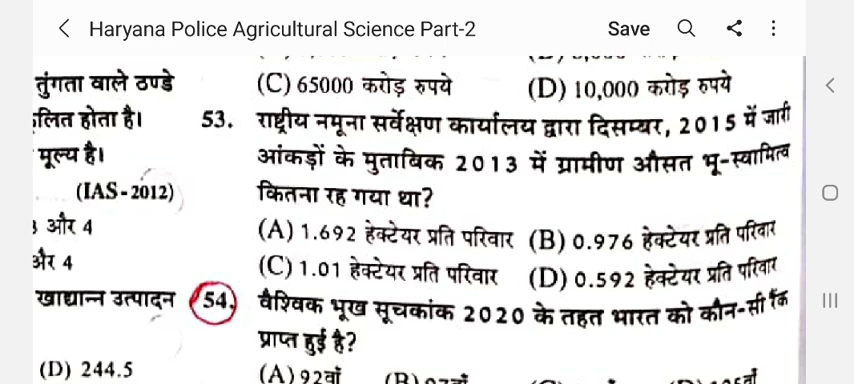 Haryana Police Agricultural Science Part-2 Save
तुंगता वाले ठण्डे
लित होता है।
मूल्य है।
(IAS-2012)
और 4
और 4
खाद्यान्न उत्पादन
(D) 244.5
(C) 65000 करोड़ रुपये (D) 10,000 करोड़ रुपये
53. राष्ट्रीय नमूना सर्वेक्षण कार्यालय द्वारा दिसम्बर, 2015 में जारी
आंकड़ों के मुताबिक 2013 में ग्रामीण औसत भू-स्वामित्व
कितना रह गया था?
(A) 1.692 हेक्टेयर प्रति परिवार (B) 0.976 हेक्टेयर प्रति परिवार
(C) 1.01 हेक्टेयर प्रति परिवार (D) 0.592 हेक्टेयर प्रति परिवार
54. वैश्विक भूख सूचकांक 2020 के तहत भारत को कौन-सी रैंक
प्राप्त हुई है?
(A) 92वां